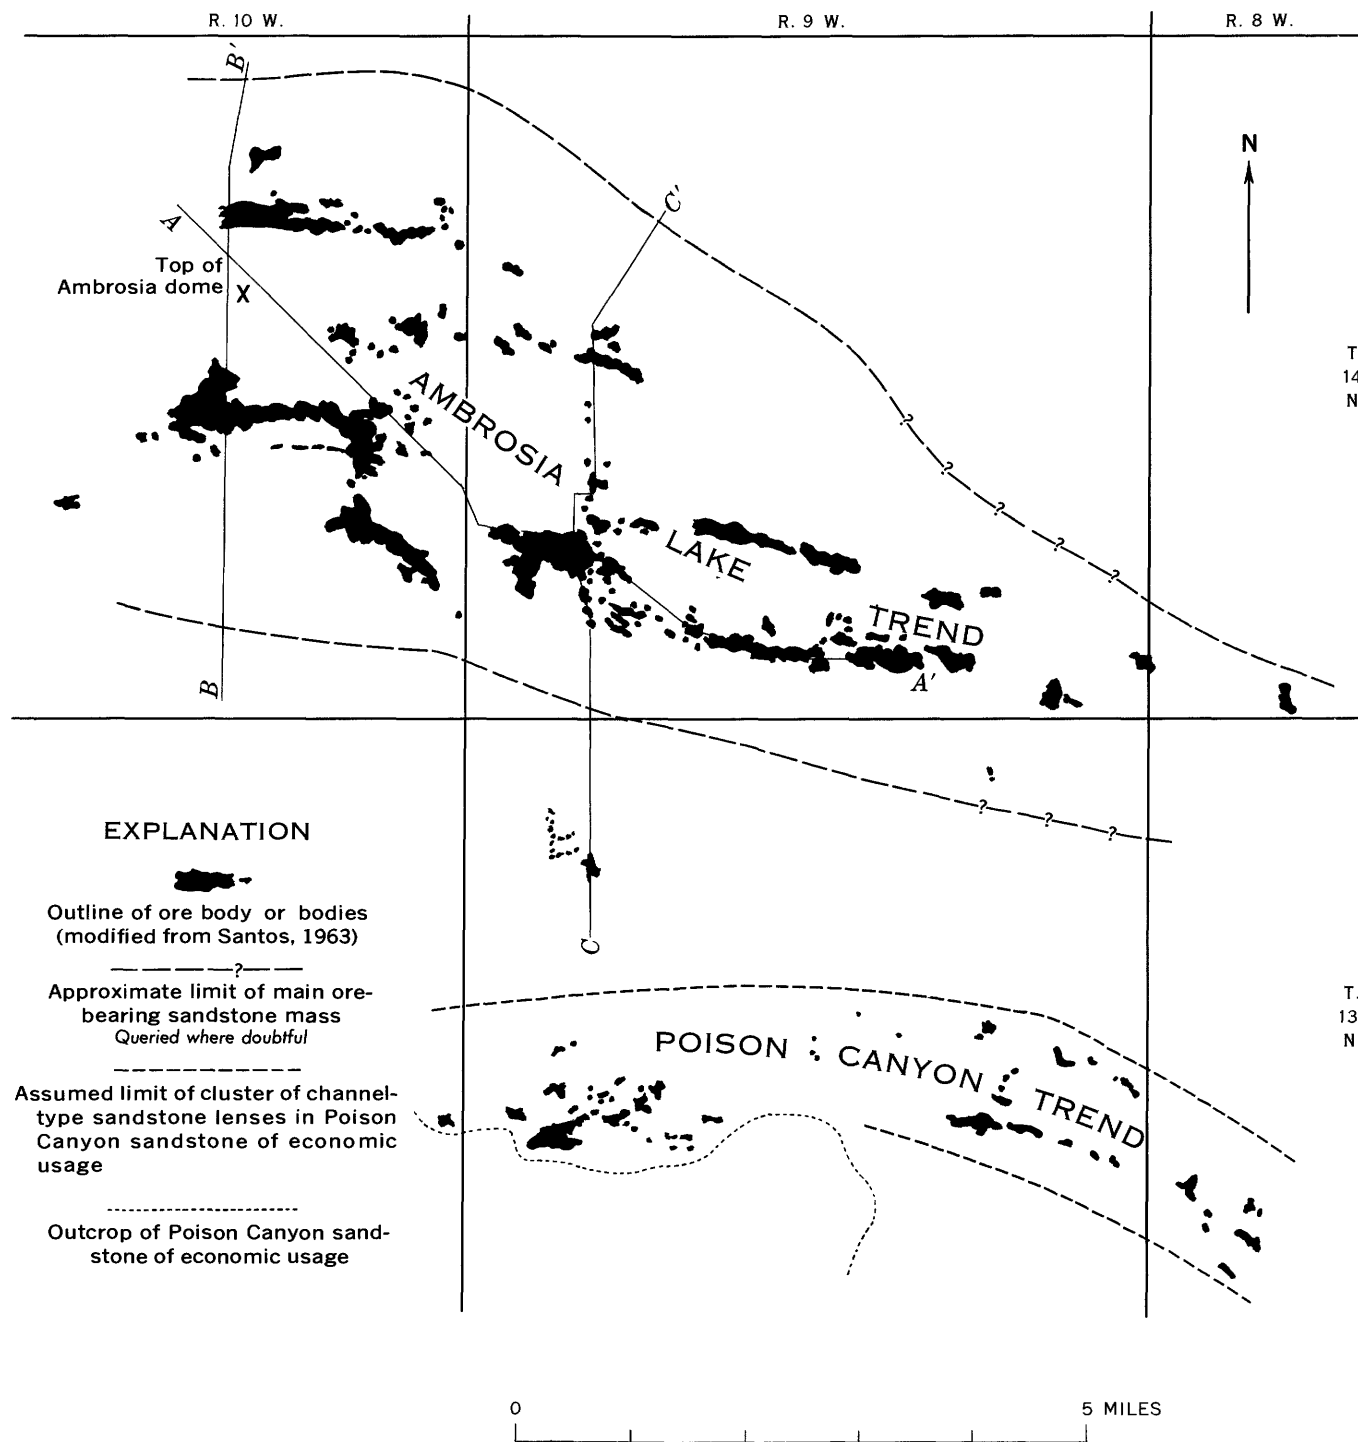 R. 10 W.
R. 9 W.
R. 8 W.
B'
N
C'
A
Top of
Ambrosia dome
X
T
14
N
AMBROSIA
?
?
?
?
?
LAKE
TREND
A'
B
?
?
?
EXPLANATION
Outline of ore body or bodies
(modified from Santos, 1963)
?
Approximate limit of main ore-
bearing sandstone mass
Queried where doubtful
Assumed limit of cluster of channel-
type sandstone lenses in Poison
Canyon sandstone of economic
usage
Outcrop of Poison Canyon sand-
stone of economic usage
C
T.
13
N
POISON CANYON TREND
0
5 MILES